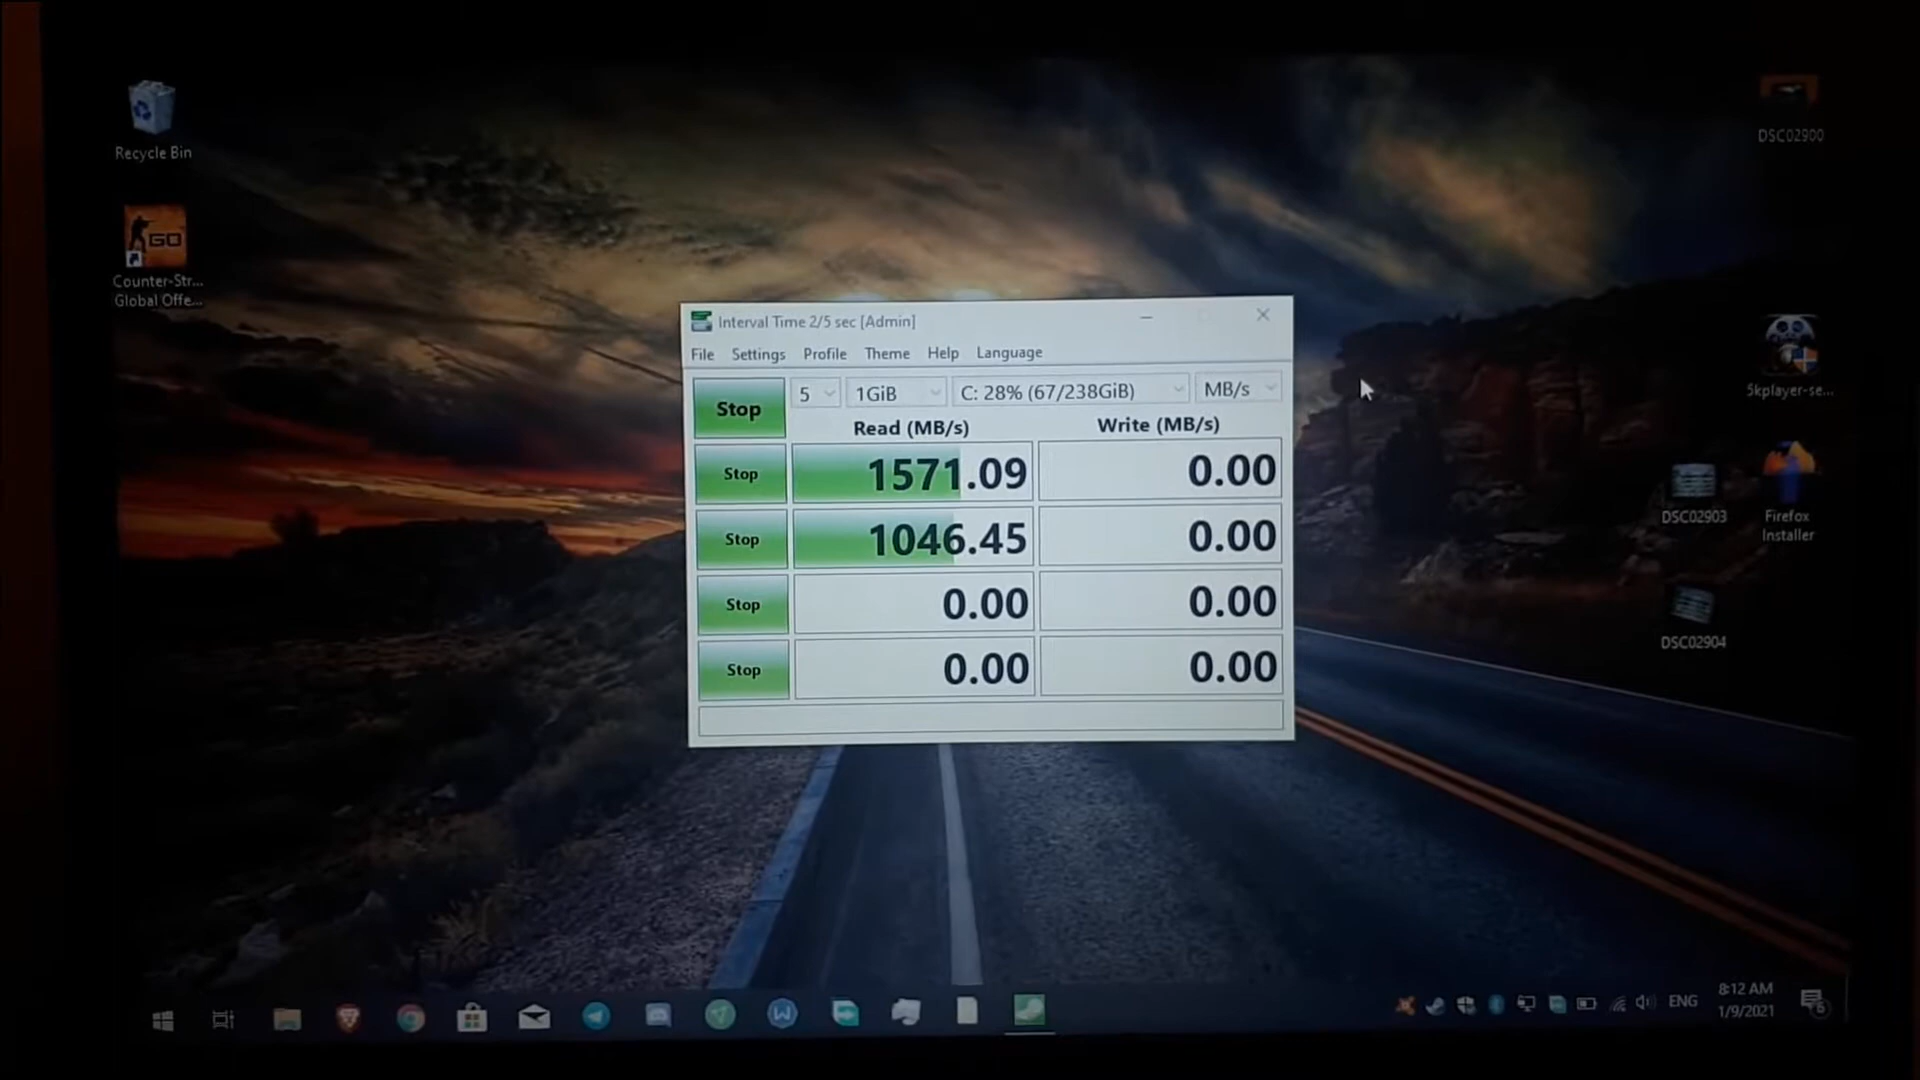 Recycle Bin
GO
Counter-Str...
Global Offe...
DSC02900
5kplayer-se...
DSC02903
Firefox
Installer
DSC02904
Interval Time 2/5 sec [Admin]
File Settings Profile Theme Help Language
Stop 5 1GiB C: 28% (67/238GiB) MB/s
Read (MB/s) Write (MB/s)
Stop 1571.09 0.00
Stop 1046.45 0.00
Stop 0.00 0.00
Stop 0.00 0.00
ENG
8:12 AM
1/9/2021